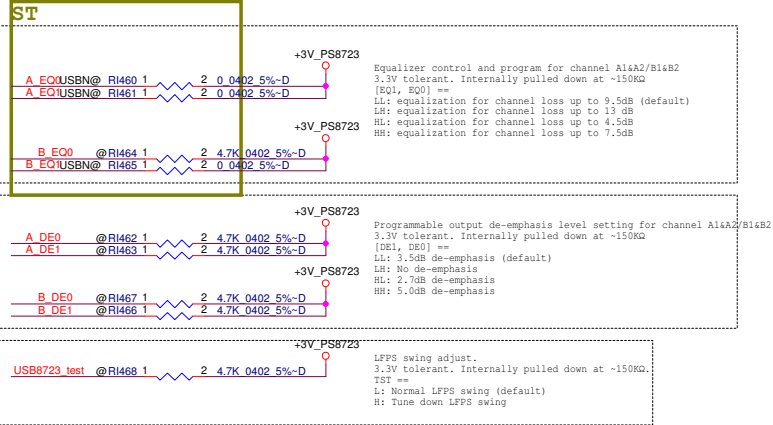 ST
+3V_PS8723
A_EQ0 USBN@ RI460 1 2 0_0402_5%~D
A_EQ1 USBN@ RI461 1 2 0_0402_5%~D
Equalizer control and program for channel A1&A2/B1&B2
3.3V tolerant. Internally pulled down at ~150KΩ
[EQ1, EQ0] ==
LL: equalization for channel loss up to 9.5dB (default)
LH: equalization for channel loss up to 13 dB
HL: equalization for channel loss up to 4.5dB
HH: equalization for channel loss up to 7.5dB
+3V_PS8723
B_EQ0 @RI464 1 2 4.7K_0402_5%~D
B_EQ1 USBN@ RI465 1 2 0_0402_5%~D
+3V_PS8723
A_DE0 @RI462 1 2 4.7K_0402_5%~D
A_DE1 @RI463 1 2 4.7K_0402_5%~D
Programmable output de-emphasis level setting for channel A1&A2/B1&B2
3.3V tolerant. Internally pulled down at ~150KΩ
[DE1, DE0] ==
LL: 3.5dB de-emphasis (default)
LH: No de-emphasis
HL: 2.7dB de-emphasis
HH: 5.0dB de-emphasis
+3V_PS8723
B_DE0 @RI467 1 2 4.7K_0402_5%~D
B_DE1 @RI466 1 2 4.7K_0402_5%~D
+3V_PS8723
USB8723_test @RI468 1 2 4.7K_0402_5%~D
LFPS swing adjust.
3.3V tolerant. Internally pulled down at ~150KΩ.
TST ==
L: Normal LFPS swing (default)
H: Tune down LFPS swing